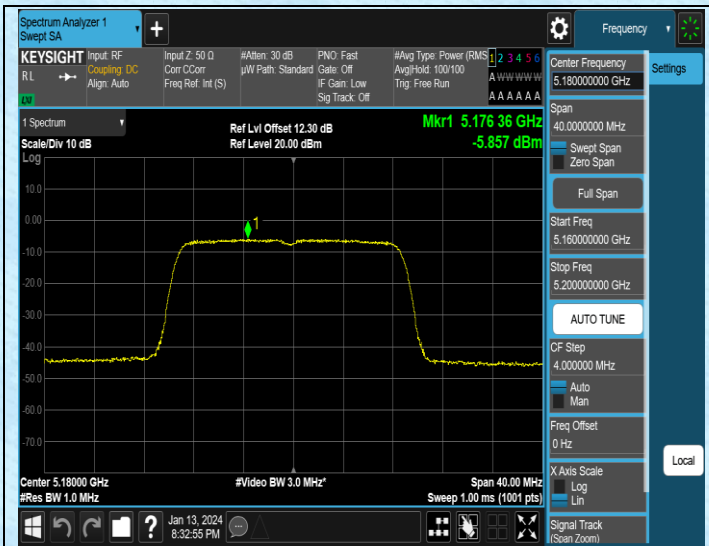 Spectrum Analyzer 1
Swept SA
+
Frequency
KEYSIGHT
RL
LXI
Input: RF
Coupling: DC
Align: Auto
Input Z: 50 Ω
Corr CCorr
Freq Ref: Int (S)
#Atten: 30 dB
µW Path: Standard
PNO: Fast
Gate: Off
IF Gain: Low
Sig Track: Off
#Avg Type: Power (RMS
Avg|Hold: 100/100
Trig: Free Run
1 2 3 4 5 6
A W W W W W
A A A A A A
Center Frequency
5.180000000 GHz
Settings
Span
40.0000000 MHz
Swept Span
Zero Span
Full Span
Start Freq
5.160000000 GHz
Stop Freq
5.200000000 GHz
AUTO TUNE
CF Step
4.000000 MHz
Auto
Man
Freq Offset
0 Hz
X Axis Scale
Log
Lin
Signal Track
(Span Zoom)
Local
1 Spectrum
Scale/Div 10 dB
Log
Ref Lvl Offset 12.30 dB
Ref Level 20.00 dBm
Mkr1 5.176 36 GHz
-5.857 dBm
1
10.0
0.00
-10.0
-20.0
-30.0
-40.0
-50.0
-60.0
-70.0
Center 5.18000 GHz
#Res BW 1.0 MHz
#Video BW 3.0 MHz*
Span 40.00 MHz
Sweep 1.00 ms (1001 pts)
?
Jan 13, 2024
8:32:55 PM